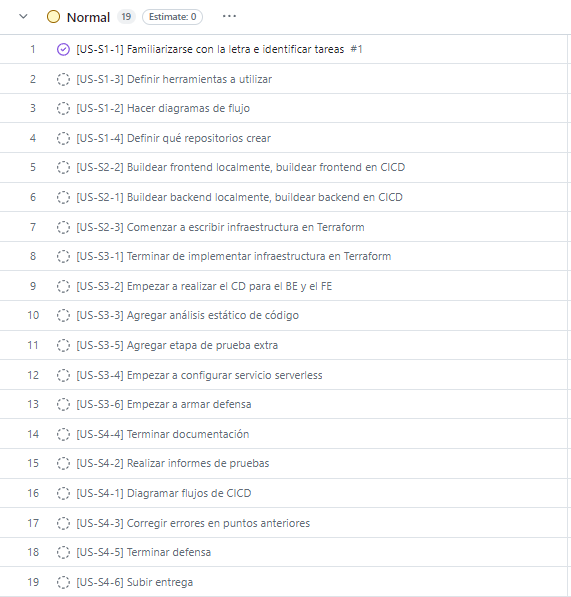 Normal 19 Estimate: 0 ...
1 [US-S1-1] Familiarizarse con la letra e identificar tareas #1
2 [US-S1-3] Definir herramientas a utilizar
3 [US-S1-2] Hacer diagramas de flujo
4 [US-S1-4] Definir qué repositorios crear
5 [US-S2-2] Buildear frontend localmente, buildear frontend en CICD
6 [US-S2-1] Buildear backend localmente, buildear backend en CICD
7 [US-S2-3] Comenzar a escribir infraestructura en Terraform
8 [US-S3-1] Terminar de implementar infraestructura en Terraform
9 [US-S3-2] Empezar a realizar el CD para el BE y el FE
10 [US-S3-3] Agregar análisis estático de código
11 [US-S3-5] Agregar etapa de prueba extra
12 [US-S3-4] Empezar a configurar servicio serverless
13 [US-S3-6] Empezar a armar defensa
14 [US-S4-4] Terminar documentación
15 [US-S4-2] Realizar informes de pruebas
16 [US-S4-1] Diagramar flujos de CICD
17 [US-S4-3] Corregir errores en puntos anteriores
18 [US-S4-5] Terminar defensa
19 [US-S4-6] Subir entrega